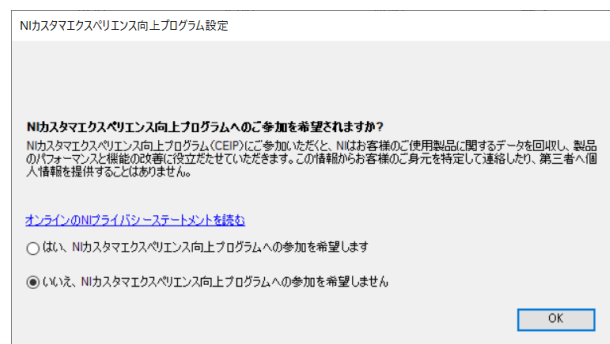 NIカスタマエクスペリエンス向上プログラム設定
NIカスタマエクスペリエンス向上プログラムへのご参加を希望されますか?
NIカスタマエクスペリエンス向上プログラム(CEIP)にご参加いただくと、NIはお客様のご使用製品に関するデータを回収し、製品
のパフォーマンスと機能の改善に役立だたせていただきます。この情報からお客様のご身元を特定して連絡したり、第三者へ個
人情報を提供することはありません。
オンラインのNIプライバシーステートメントを読む
はい、NIカスタマエクスペリエンス向上プログラムへの参加を希望します
いいえ、NIカスタマエクスペリエンス向上プログラムへの参加を希望しません
OK